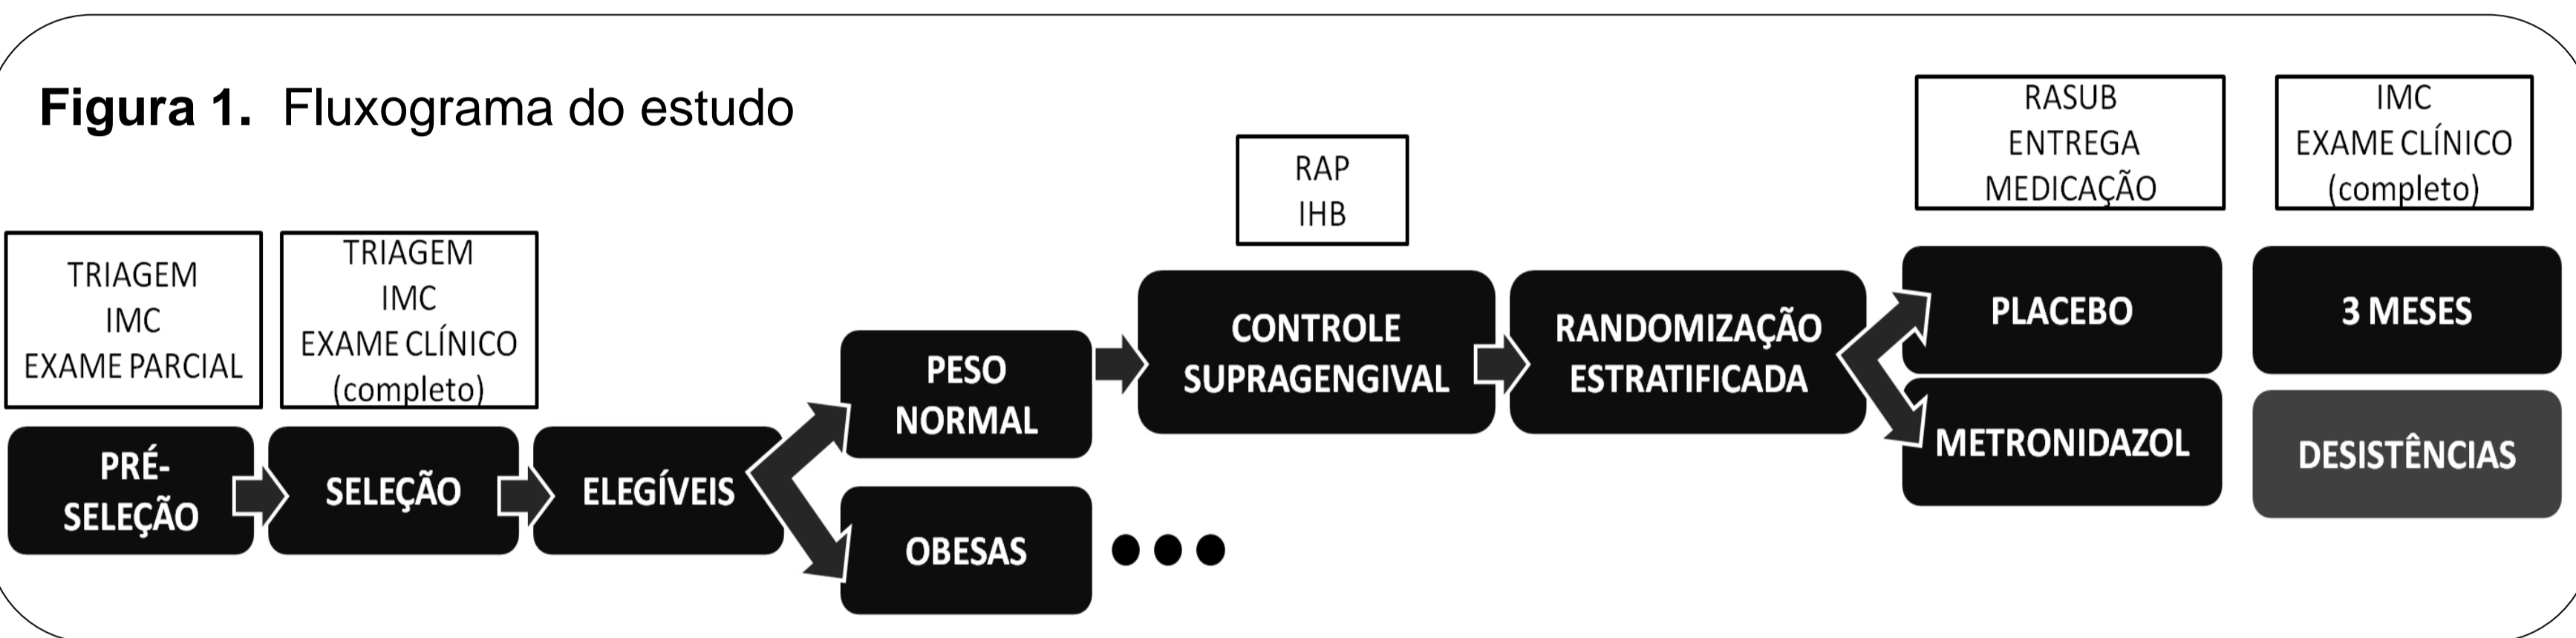 Figura 1. Fluxograma do estudo
TRIAGEM
IMC
EXAME PARCIAL
PRÉ-
SELEÇÃO
TRIAGEM
IMC
EXAME CLÍNICO
(completo)
SELEÇÃO
ELEGÍVEIS
PESO
NORMAL
OBESAS
RAP
IHB
CONTROLE
SUPRAGENGIVAL
RANDOMIZAÇÃO
ESTRATIFICADA
RASUB
ENTREGA
MEDICAÇÃO
PLACEBO
METRONIDAZOL
IMC
EXAME CLÍNICO
(completo)
3 MESES
DESISTÊNCIAS